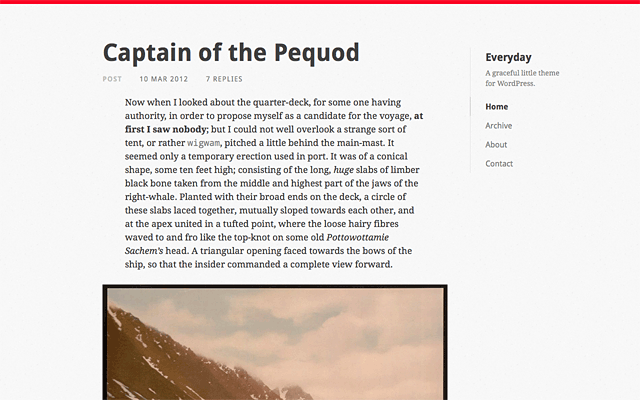 Captain of the Pequod
POST 10 MAR 2012 7 REPLIES
Now when I looked about the quarter-deck, for some one having
authority, in order to propose myself as a candidate for the voyage, at
first I saw nobody; but I could not well overlook a strange sort of
tent, or rather wigwam, pitched a little behind the main-mast. It
seemed only a temporary erection used in port. It was of a conical
shape, some ten feet high; consisting of the long, huge slabs of limber
black bone taken from the middle and highest part of the jaws of the
right-whale. Planted with their broad ends on the deck, a circle of
these slabs laced together, mutually sloped towards each other, and
at the apex united in a tufted point, where the loose hairy fibres
waved to and fro like the top-knot on some old Pottowottamie
Sachem's head. A triangular opening faced towards the bows of the
ship, so that the insider commanded a complete view forward.
Everyday
A graceful little theme
for WordPress.
Home
Archive
About
Contact